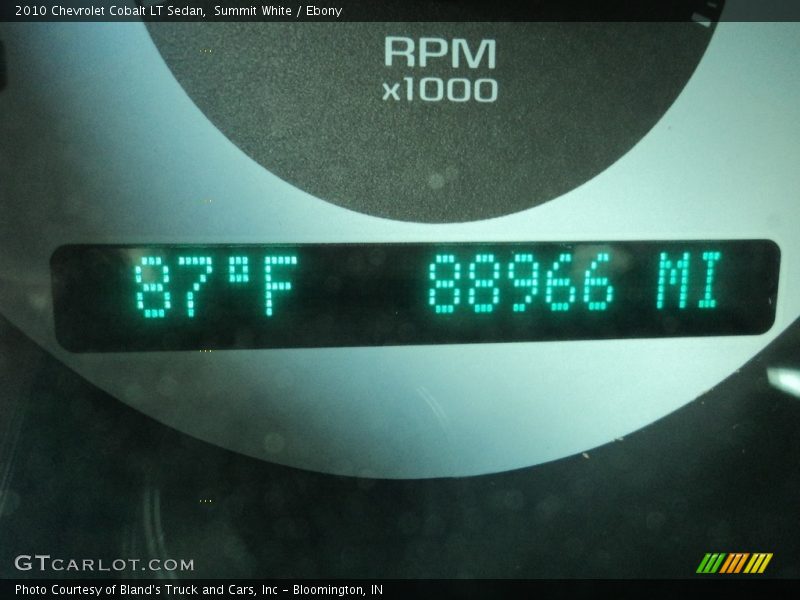 2010 Chevrolet Cobalt LT Sedan, Summit White / Ebony
RPM
x1000
87°F 88966 MI
GTCARLOT.COM
Photo Courtesy of Bland's Truck and Cars, Inc - Bloomington, IN